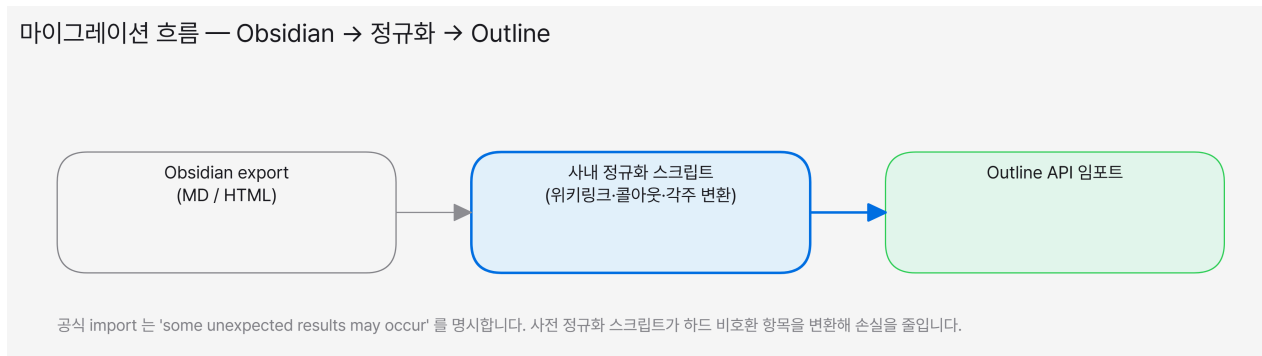 마이그레이션 흐름 — Obsidian → 정규화 → Outline
Obsidian export
(MD / HTML)
사내 정규화 스크립트
(위키링크·콜아웃·각주 변환)
Outline API 임포트
공식 import 는 'some unexpected results may occur' 를 명시합니다. 사전 정규화 스크립트가 하드 비호환 항목을 변환해 손실을 줄입니다.